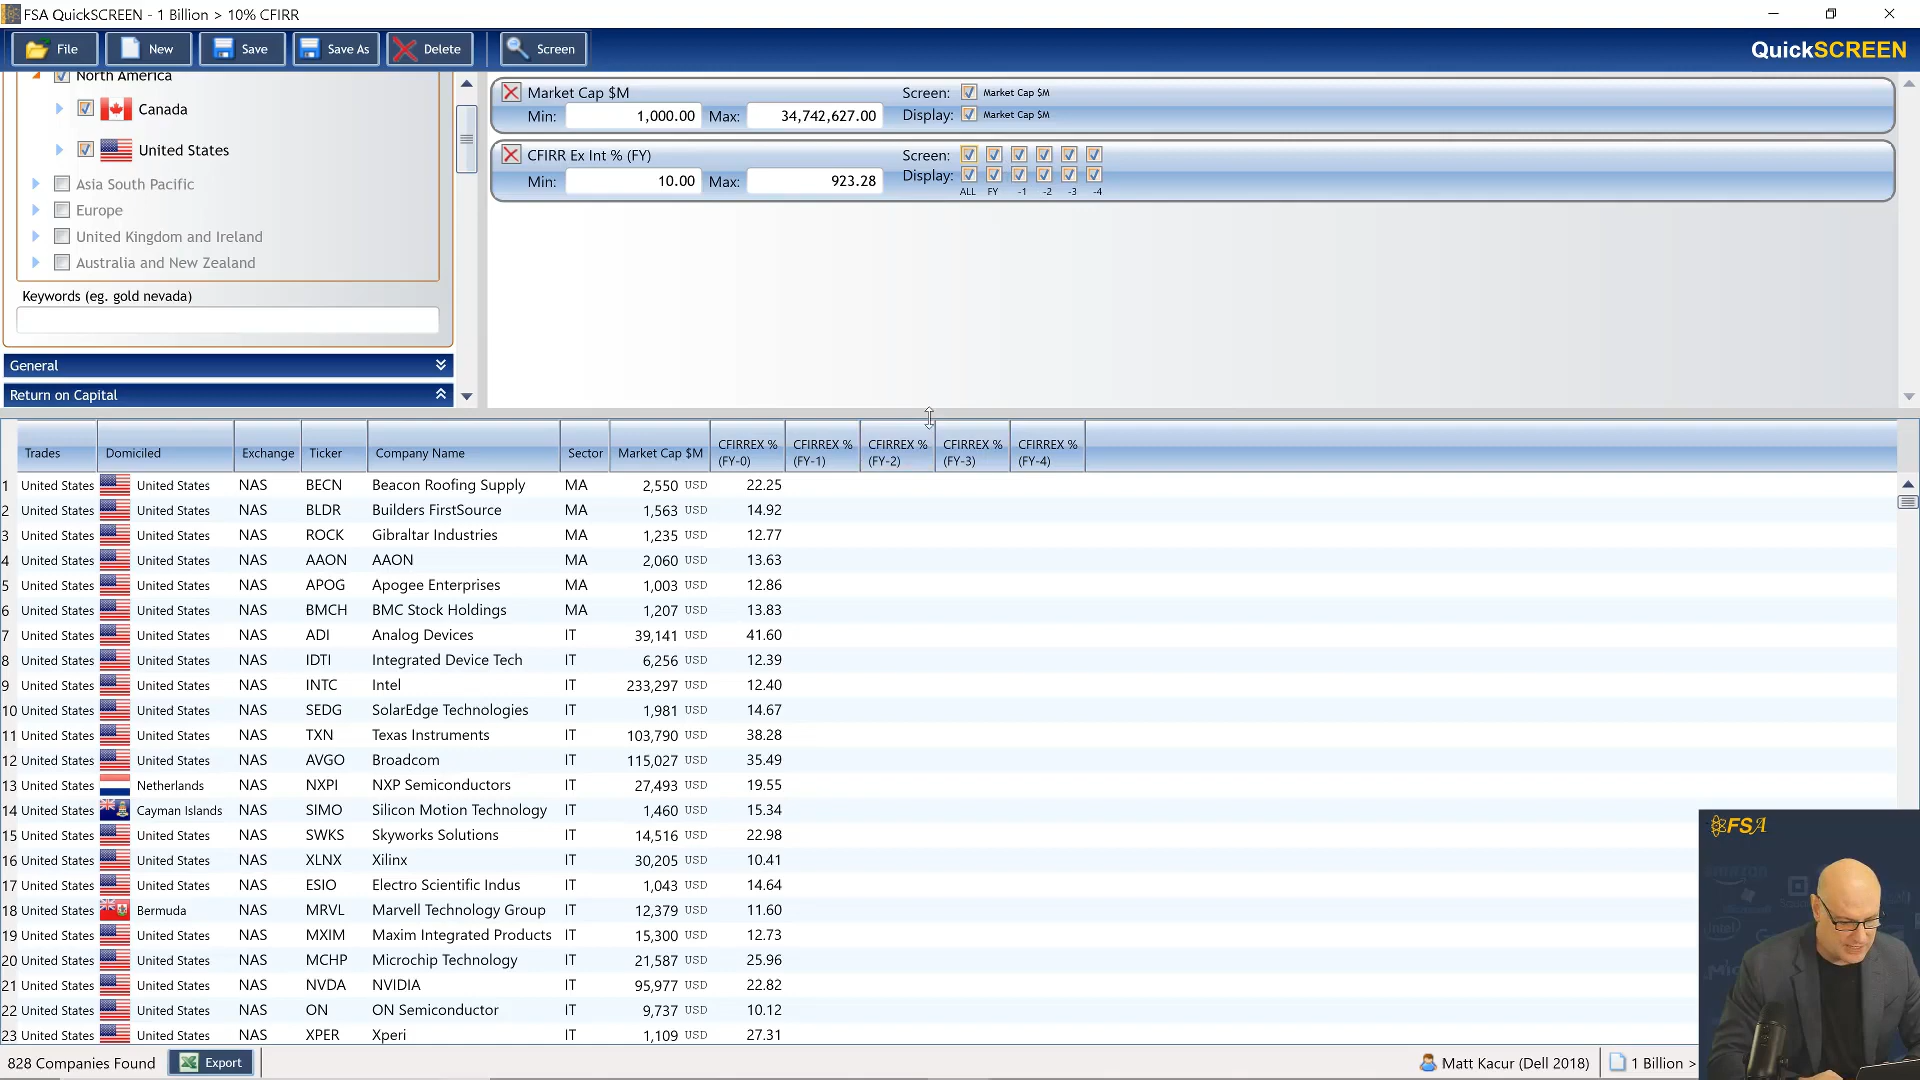 FSA QuickSCREEN - 1 Billion > 10% CFIRR
File New Save Save As Delete Screen QuickSCREEN
North America
Canada
United States
Asia South Pacific
Europe
United Kingdom and Ireland
Australia and New Zealand
Keywords (eg. gold nevada)
General
Return on Capital
Market Cap $M Screen: Market Cap $M
Min: 1,000.00 Max: 34,742,627.00 Display: Market Cap $M
CFIRR Ex Int % (FY) Screen:
Min: 10.00 Max: 923.28 Display:
ALL FY -1 -2 -3 -4
Trades Domiciled Exchange Ticker Company Name Sector Market Cap $M CFIRREX % (FY-0) CFIRREX % (FY-1) CFIRREX % (FY-2) CFIRREX % (FY-3) CFIRREX % (FY-4)
1 United States United States NAS BECN Beacon Roofing Supply MA 2,550 USD 22.25
2 United States United States NAS BLDR Builders FirstSource MA 1,563 USD 14.92
3 United States United States NAS ROCK Gibraltar Industries MA 1,235 USD 12.77
4 United States United States NAS AAON AAON MA 2,060 USD 13.63
5 United States United States NAS APOG Apogee Enterprises MA 1,003 USD 12.86
6 United States United States NAS BMCH BMC Stock Holdings MA 1,207 USD 13.83
7 United States United States NAS ADI Analog Devices IT 39,141 USD 41.60
8 United States United States NAS IDTI Integrated Device Tech IT 6,256 USD 12.39
9 United States United States NAS INTC Intel IT 233,297 USD 12.40
10 United States United States NAS SEDG SolarEdge Technologies IT 1,981 USD 14.67
11 United States United States NAS TXN Texas Instruments IT 103,790 USD 38.28
12 United States United States NAS AVGO Broadcom IT 115,027 USD 35.49
13 United States Netherlands NAS NXPI NXP Semiconductors IT 27,493 USD 19.55
14 United States Cayman Islands NAS SIMO Silicon Motion Technology IT 1,460 USD 15.34
15 United States United States NAS SWKS Skyworks Solutions IT 14,516 USD 22.98
16 United States United States NAS XLNX Xilinx IT 30,205 USD 10.41
17 United States United States NAS ESIO Electro Scientific Indus IT 1,043 USD 14.64
18 United States Bermuda NAS MRVL Marvell Technology Group IT 12,379 USD 11.60
19 United States United States NAS MXIM Maxim Integrated Products IT 15,300 USD 12.73
20 United States United States NAS MCHP Microchip Technology IT 21,587 USD 25.96
21 United States United States NAS NVDA NVIDIA IT 95,977 USD 22.82
22 United States United States NAS ON ON Semiconductor IT 9,737 USD 10.12
23 United States United States NAS XPER Xperi IT 1,109 USD 27.31
FSA
828 Companies Found Export Matt Kacur (Dell 2018) 1 Billion >